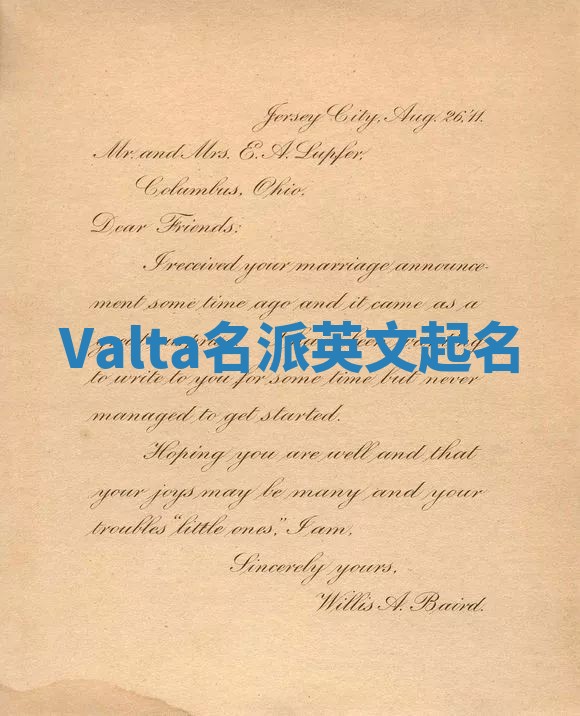 Jersey City, Aug. 26, '11.
Mr. and Mrs. E. A. Lupfer,
Columbus, Ohio.
Dear Friends:
I received your marriage announce-
ment some time ago and it came as a
Valta名派英文起名
to write to you for some time but never
managed to get started.
Hoping you are well and that
your joys may be many and your
troubles "little ones," I am,
Sincerely yours,
Willis A. Baird.